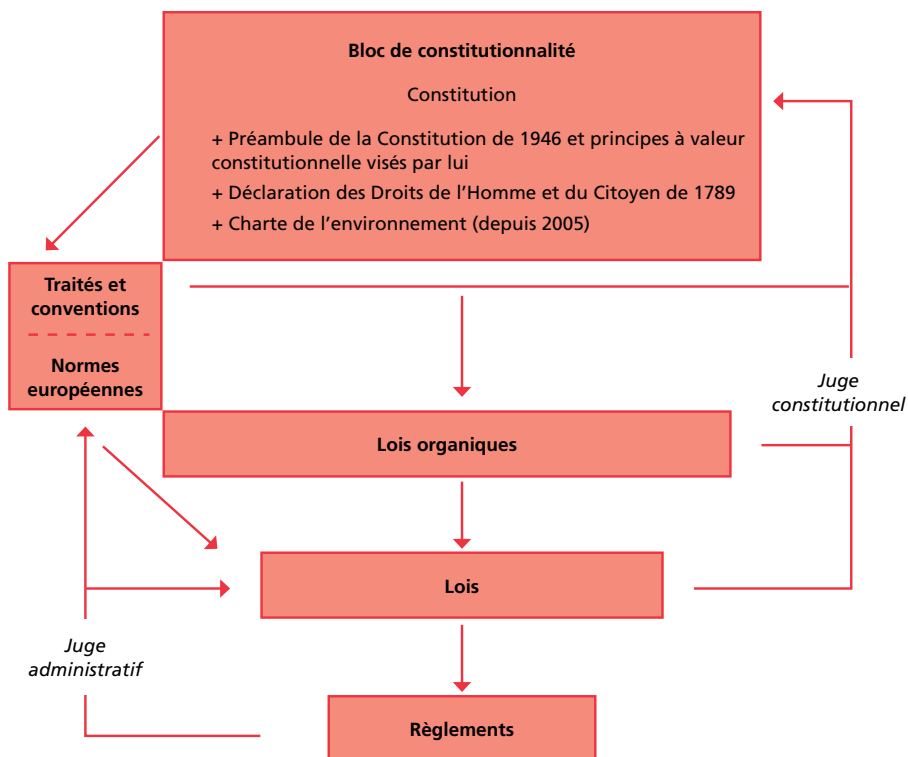 Bloc de constitutionnalité
Constitution
+ Préambule de la Constitution de 1946 et principes à valeur
constitutionnelle visés par lui
+ Déclaration des Droits de l’Homme et du Citoyen de 1789
+ Charte de l’environnement (depuis 2005)
Traités et
conventions
Normes
européennes
Juge
constitutionnel
Lois organiques
Lois
Juge
administratif
Règlements